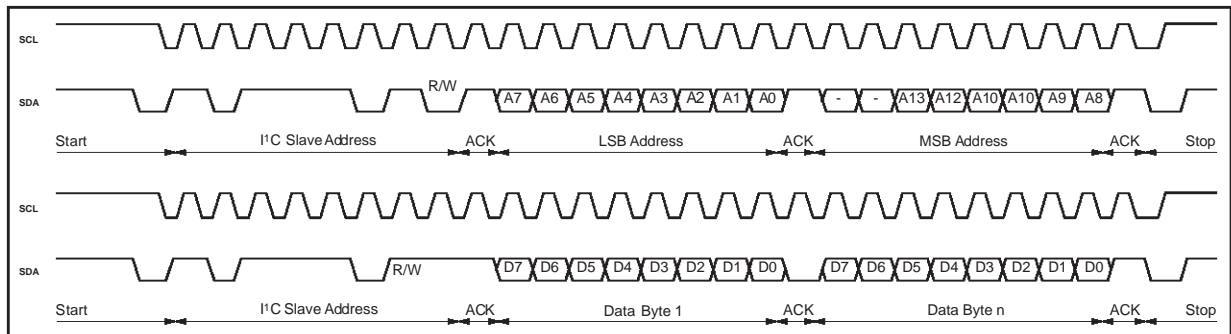 SCL
R/W
SDA A7 A6 A5 A4 A3 A2 A1 A0 - - A13 A12 A10 A10 A9 A8
Start I¹C Slave Address ACK LSB Address ACK MSB Address ACK Stop
SCL
SDA R/W D7 D6 D5 D4 D3 D2 D1 D0 D7 D6 D5 D4 D3 D2 D1 D0
Start I¹C Slave Address ACK Data Byte 1 ACK Data Byte n ACK Stop